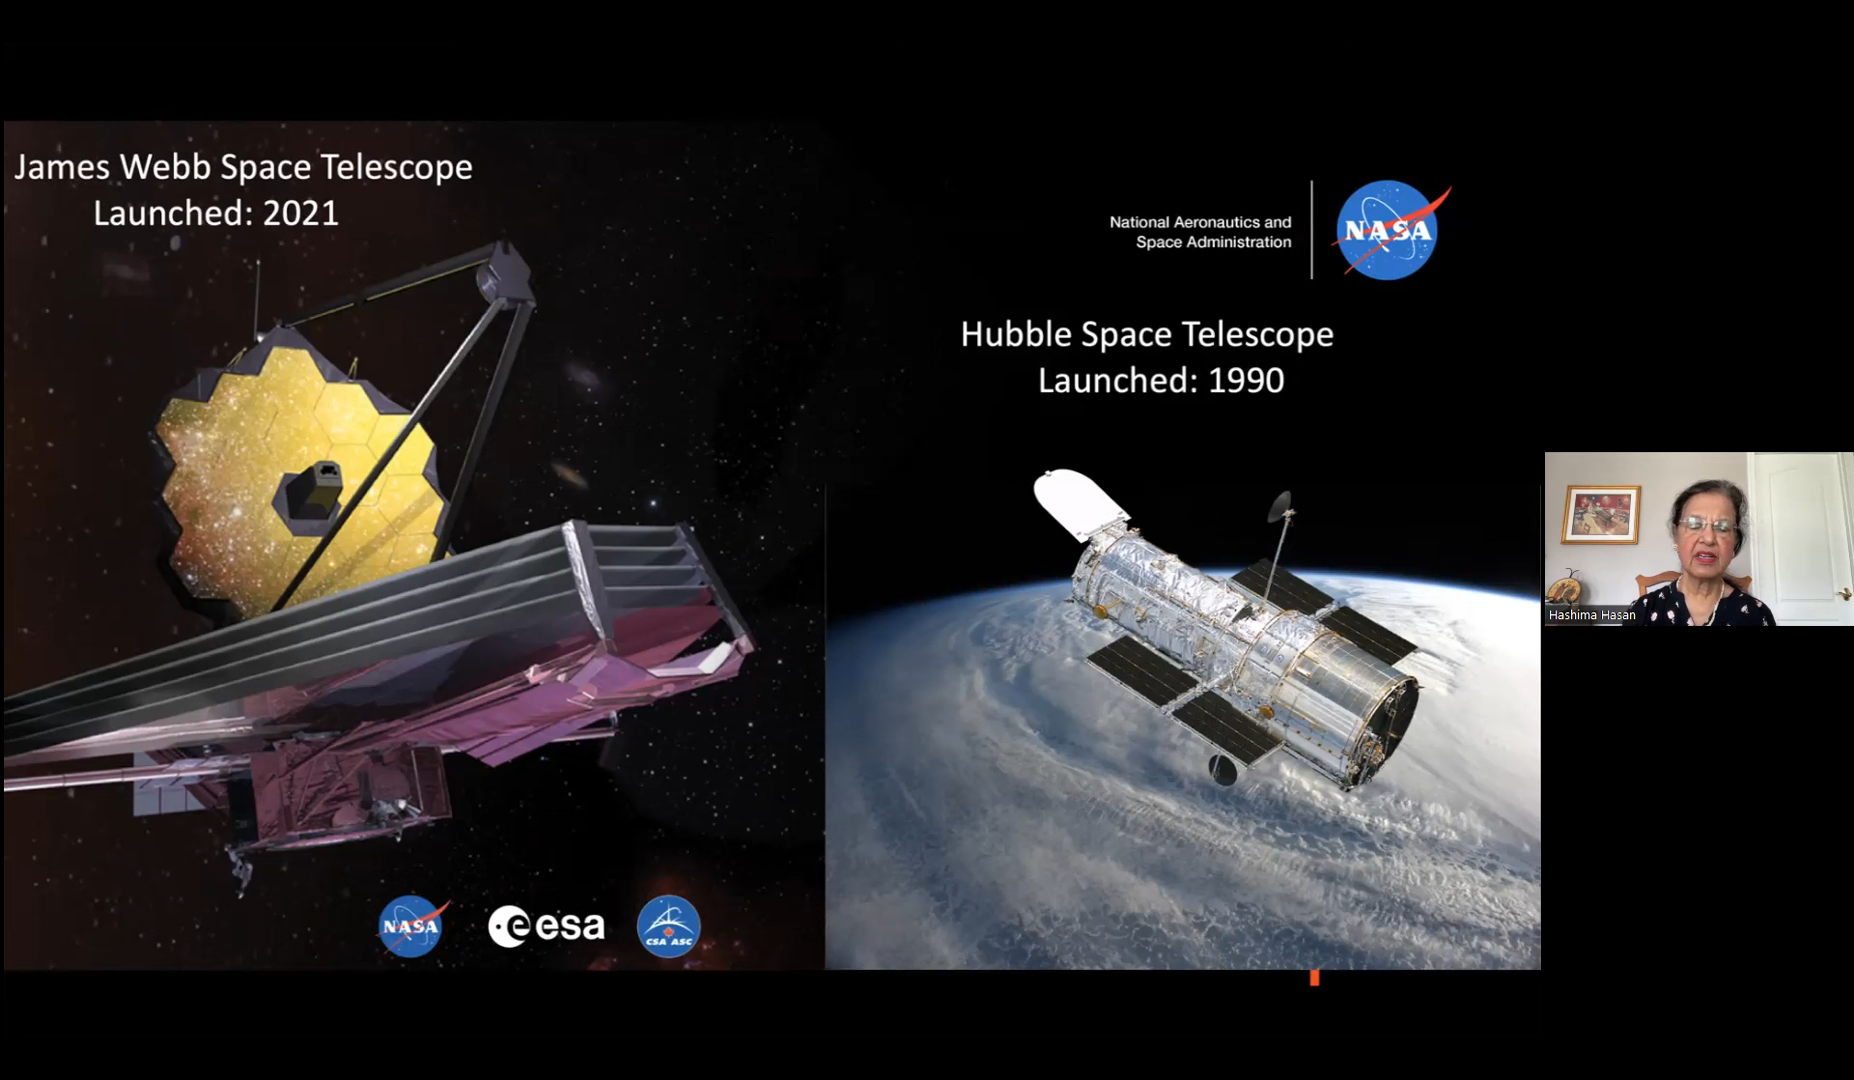 James Webb Space Telescope
Launched: 2021
National Aeronautics and
Space Administration
NASA
Hubble Space Telescope
Launched: 1990
Hashima Hasan
NASA
esa
CSA ASC